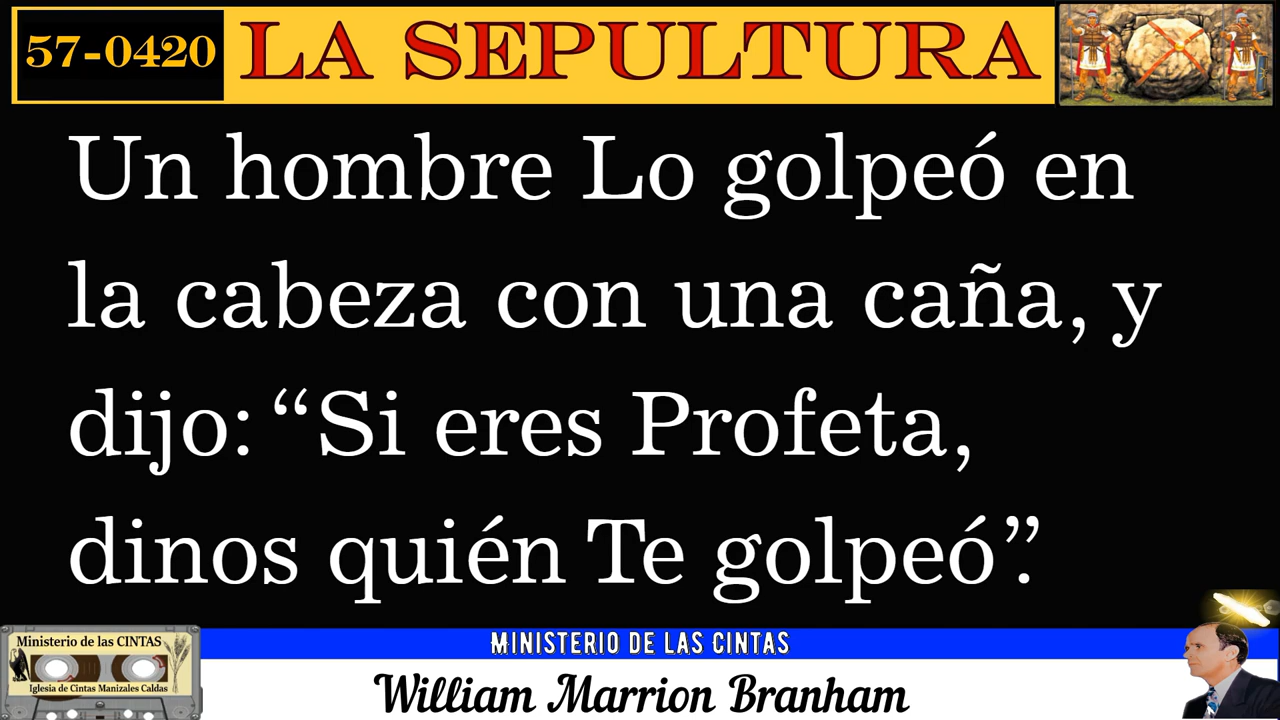 57-0420 LA SEPULTURA
Un hombre Lo golpeó en
la cabeza con una caña, y
dijo: “Si eres Profeta,
dinos quién Te golpeó”.
MINISTERIO DE LAS CINTAS
Ministerio de las CINTAS
Iglesia de Cintas Manizales Caldas
William Marrion Branham